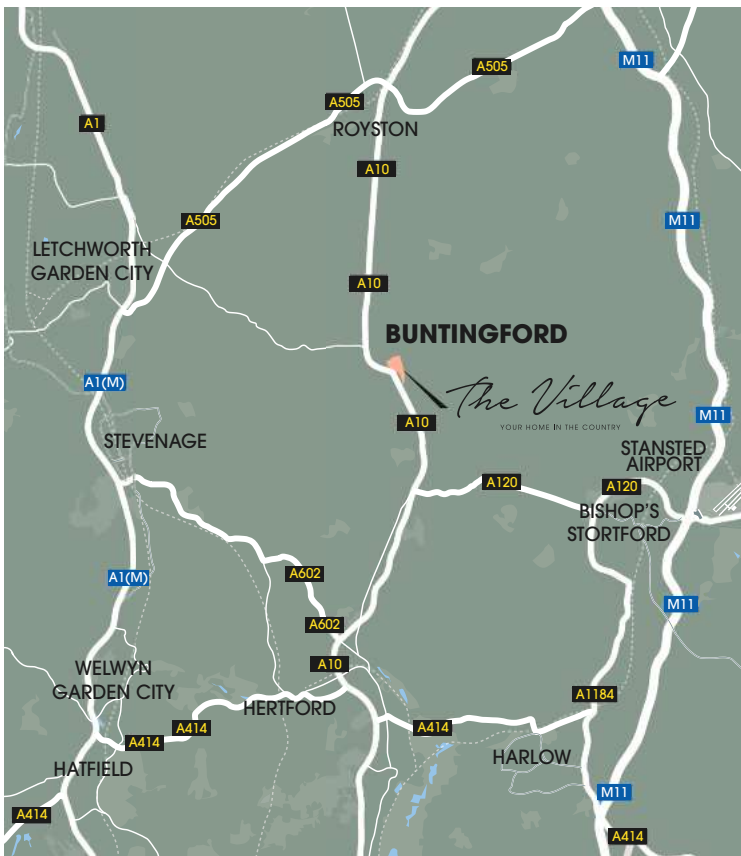 M11
A505
A505
ROYSTON
A1
A10
A505
M11
LETCHWORTH
GARDEN CITY
A10
BUNTINGFORD
A1(M)
The Village
YOUR HOME IN THE COUNTRY
A10
M11
STEVENAGE
STANSTED
AIRPORT
A120
A120
BISHOP'S
STORTFORD
A602
A1(M)
M11
A602
A10
WELWYN
GARDEN CITY
A1184
HERTFORD
A414
A414
A414
HARLOW
HATFIELD
M11
A414
A414